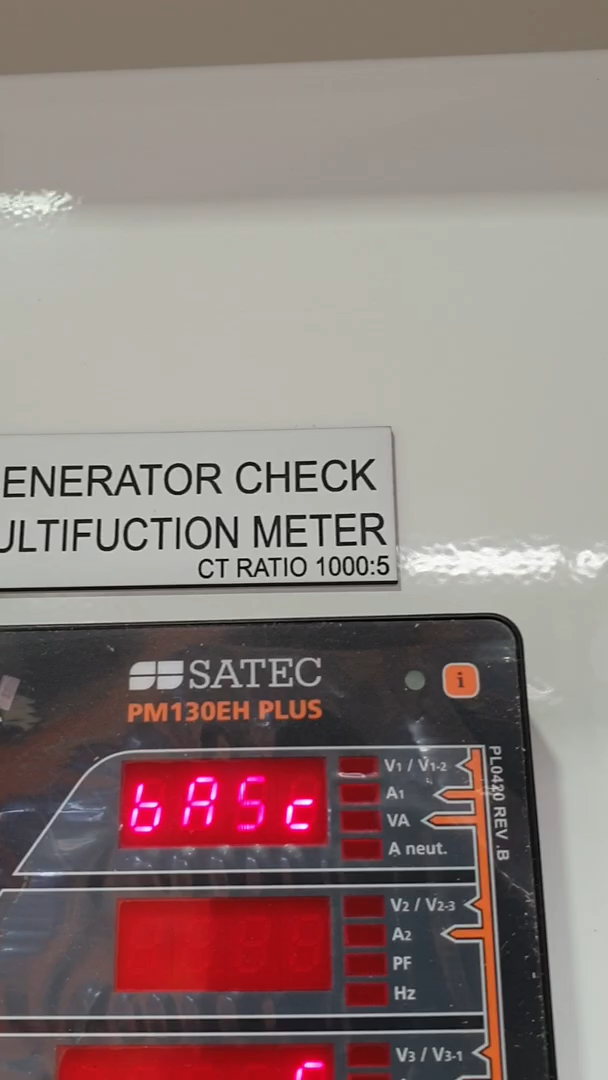 ENERATOR CHECK
ULTIFUCTION METER
CT RATIO 1000:5
SATEC
i
PM130EH PLUS
bASc
V1 / V1-2
A1
VA
A neut.
PL0420 REV.B
V2 / V2-3
A2
PF
Hz
V3 / V3-1